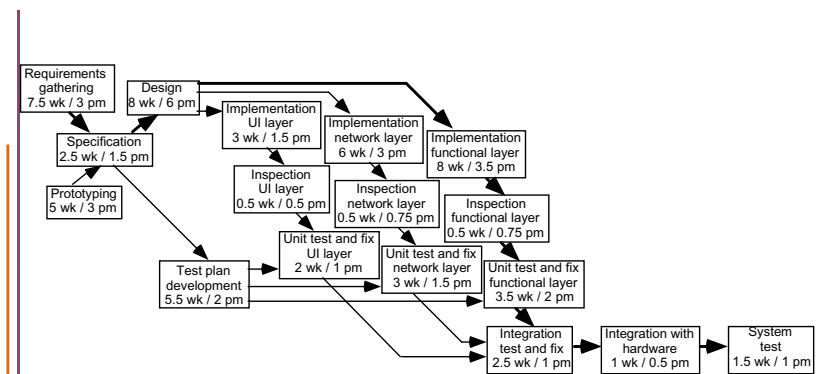 Requirements
gathering
7.5 wk / 3 pm
Design
8 wk / 6 pm
Specification
2.5 wk / 1.5 pm
Prototyping
5 wk / 3 pm
Implementation
UI layer
3 wk / 1.5 pm
Implementation
network layer
6 wk / 3 pm
Implementation
functional layer
8 wk / 3.5 pm
Inspection
UI layer
0.5 wk / 0.5 pm
Inspection
network layer
0.5 wk / 0.75 pm
Inspection
functional layer
0.5 wk / 0.75 pm
Test plan
development
5.5 wk / 2 pm
Unit test and fix
UI layer
2 wk / 1 pm
Unit test and fix
network layer
3 wk / 1.5 pm
Unit test and fix
functional layer
3.5 wk / 2 pm
Integration
test and fix
2.5 wk / 1 pm
Integration with
hardware
1 wk / 0.5 pm
System
test
1.5 wk / 1 pm